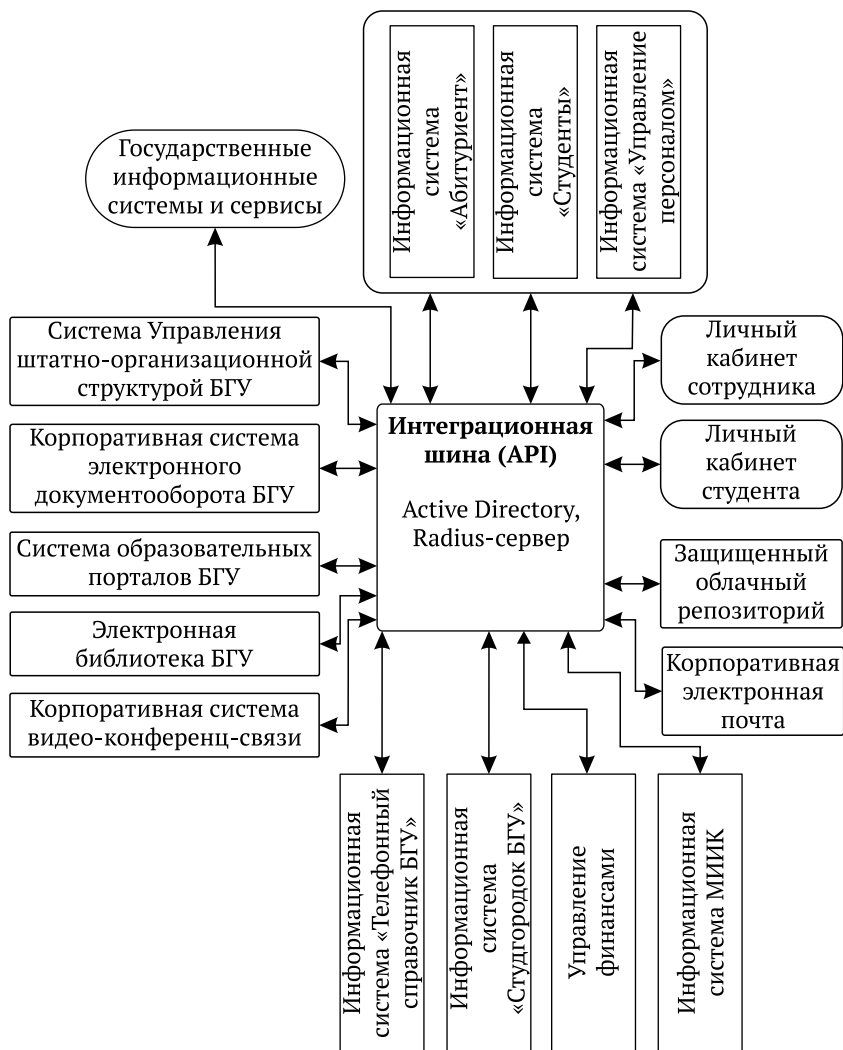 Информационная
система
«Абитуриент»
Информационная
система
«Студенты»
Информационная
система «Управление
персоналом»
Государственные
информационные
системы и сервисы
Система Управления
штатно-организационной
структурой БГУ
Корпоративная система
электронного
документооборота БГУ
Система образовательных
порталов БГУ
Электронная
библиотека БГУ
Корпоративная система
видео-конференц-связи
Интеграционная
шина (API)
Active Directory,
Radius-сервер
Личный
кабинет
сотрудника
Личный
кабинет
студента
Защищенный
облачный
репозиторий
Корпоративная
электронная
почта
Информационная
система «Телефонный
справочник БГУ»
Информационная
система
«Студгородок БГУ»
Управление
финансами
Информационная
система МИИК